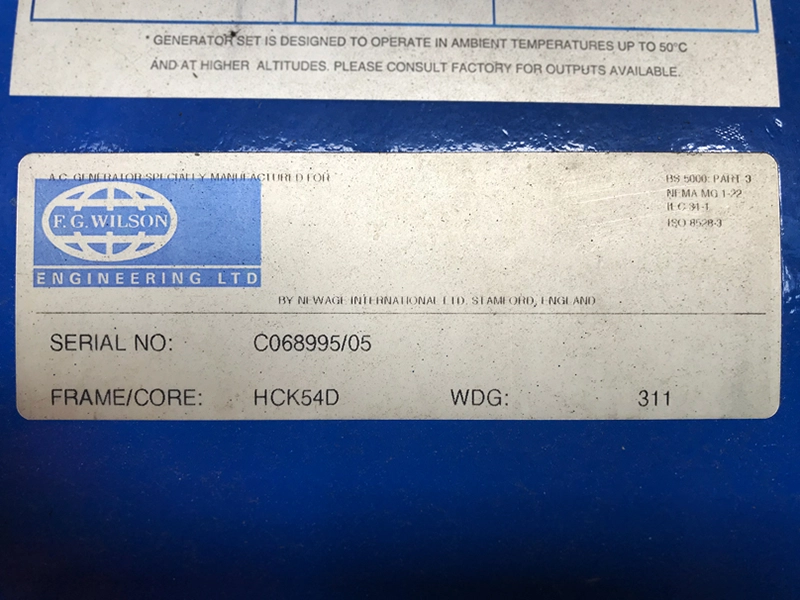 * GENERATOR SET IS DESIGNED TO OPERATE IN AMBIENT TEMPERATURES UP TO 50°C
AND AT HIGHER ALTITUDES. PLEASE CONSULT FACTORY FOR OUTPUTS AVAILABLE.
A.C. GENERATOR SPECIALLY MANUFACTURED FOR
BS 5000: PART 3
NEMA MG 1-22
IEC 34-1
ISO 8528-3
F. G. WILSON
ENGINEERING LTD
BY NEWAGE INTERNATIONAL LTD. STAMFORD, ENGLAND
SERIAL NO: C068995/05
FRAME/CORE: HCK54D WDG: 311